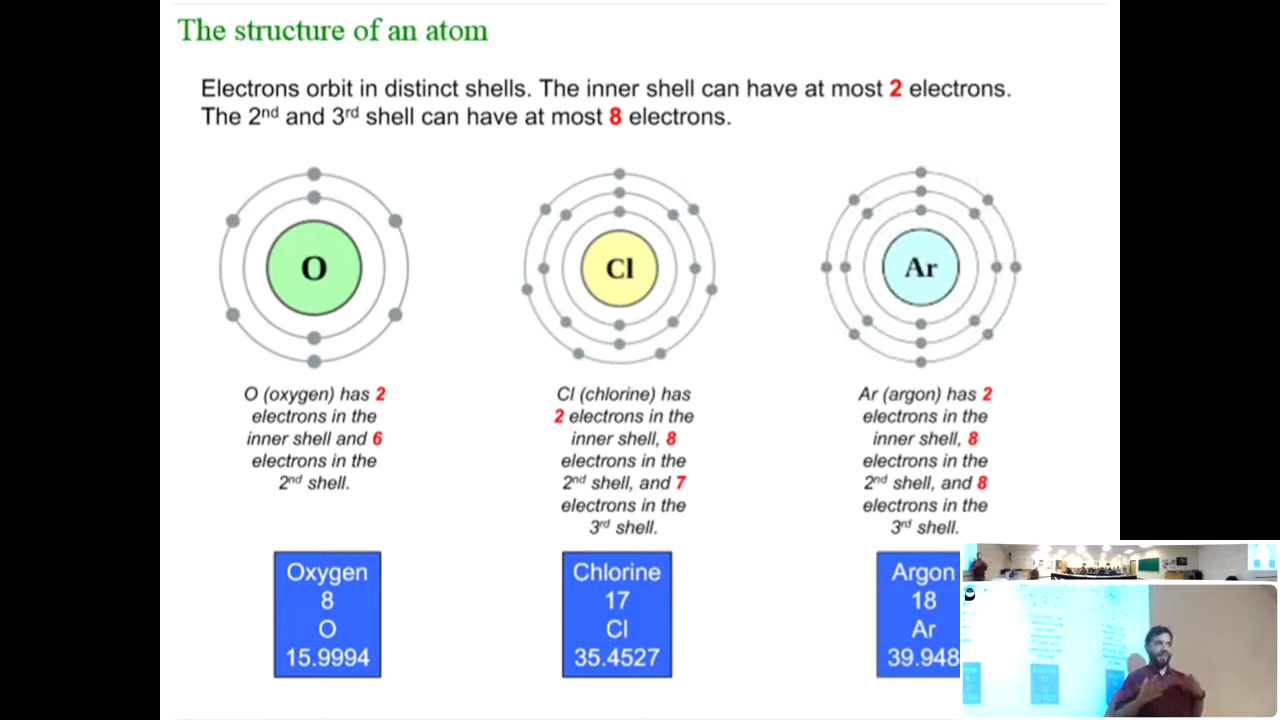 The structure of an atom
Electrons orbit in distinct shells. The inner shell can have at most 2 electrons.
The 2nd and 3rd shell can have at most 8 electrons.
O
Cl
Ar
O (oxygen) has 2
electrons in the
inner shell and 6
electrons in the
2nd shell.
Cl (chlorine) has
2 electrons in the
inner shell, 8
electrons in the
2nd shell, and 7
electrons in the
3rd shell.
Ar (argon) has 2
electrons in the
inner shell, 8
electrons in the
2nd shell, and 8
electrons in the
3rd shell.
Oxygen
8
O
15.9994
Chlorine
17
Cl
35.4527
Argon
18
Ar
39.948